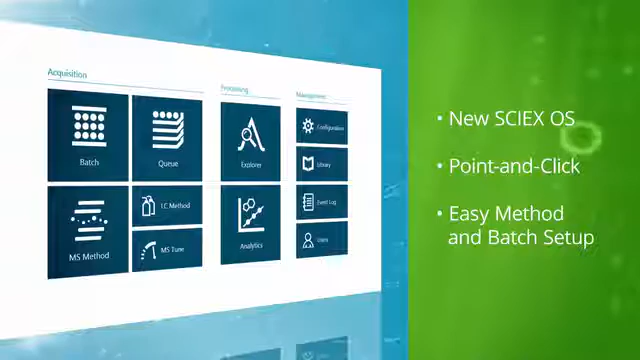 Acquisition
Processing
Management
Batch
Queue
Explorer
Configuration
Library
MS Method
LC Method
MS Tune
Analytics
Event Log
Users
• New SCIEX OS
• Point-and-Click
• Easy Method
and Batch Setup